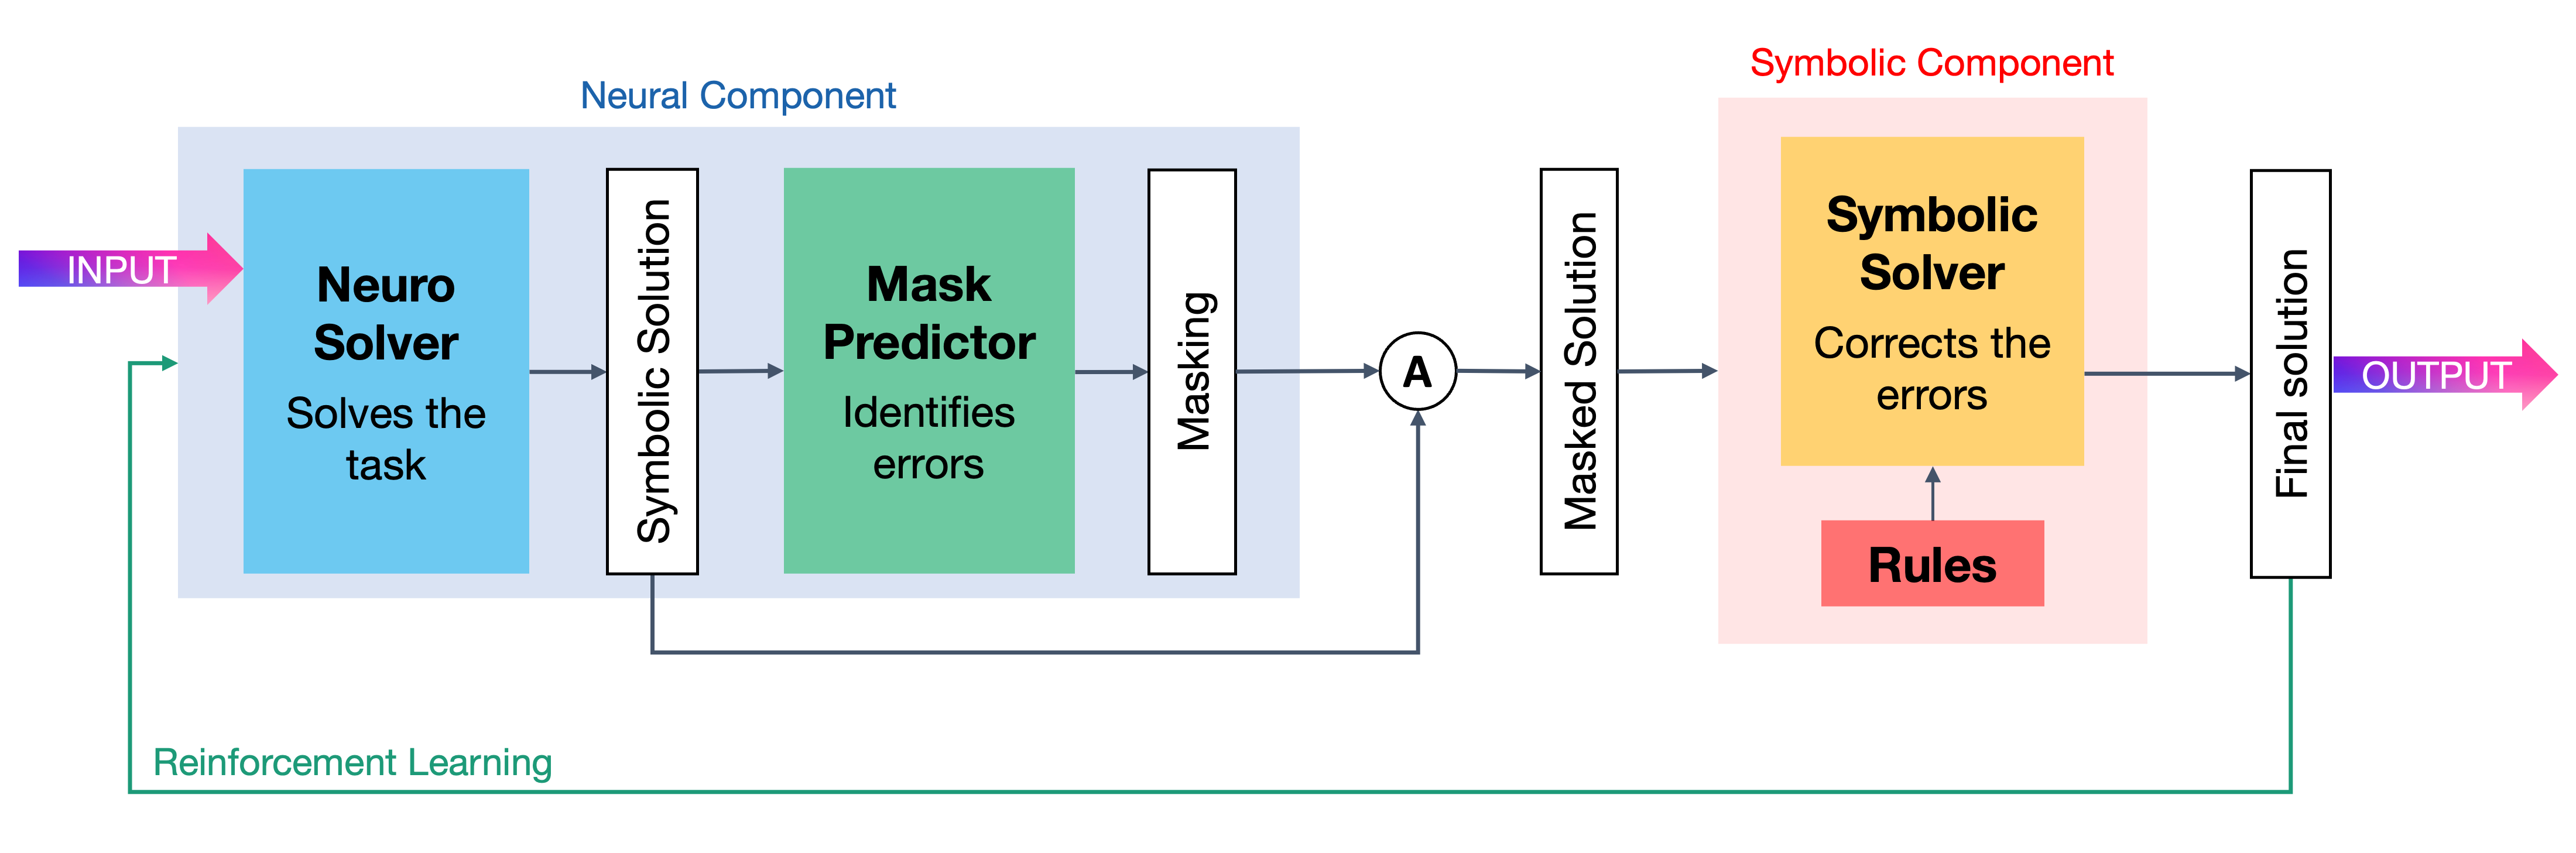 Neural Component
Symbolic Component
INPUT
Neuro
Solver
Solves the
task
Symbolic Solution
Mask
Predictor
Identifies
errors
Masking
A
Masked Solution
Symbolic
Solver
Corrects the
errors
Rules
Final solution
OUTPUT
Reinforcement Learning